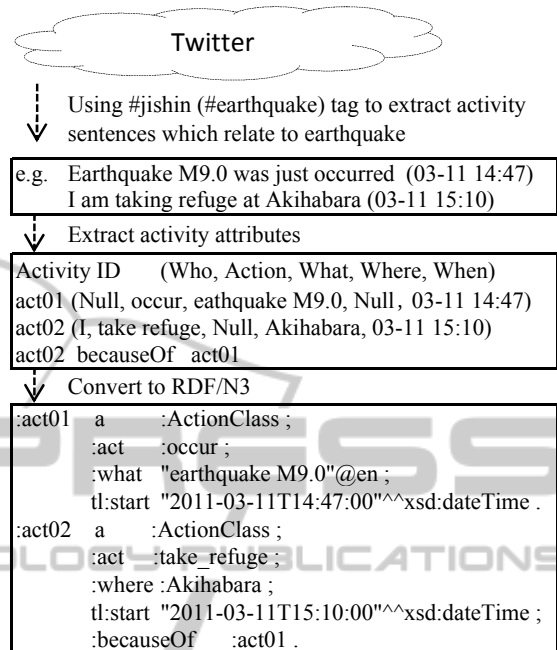 Twitter
Using #jishin (#earthquake) tag to extract activity
sentences which relate to earthquake
e.g. Earthquake M9.0 was just occurred (03-11 14:47)
I am taking refuge at Akihabara (03-11 15:10)
Extract activity attributes
Activity ID (Who, Action, What, Where, When)
act01 (Null, occur, eathquake M9.0, Null, 03-11 14:47)
act02 (I, take refuge, Null, Akihabara, 03-11 15:10)
act02 becauseOf act01
Convert to RDF/N3
:act01 a :ActionClass ;
:act :occur ;
:what "earthquake M9.0"@en ;
tl:start "2011-03-11T14:47:00"^^xsd:dateTime .
:act02 a :ActionClass ;
:act :take_refuge ;
:where :Akihabara ;
tl:start "2011-03-11T15:10:00"^^xsd:dateTime ;
:becauseOf :act01 .